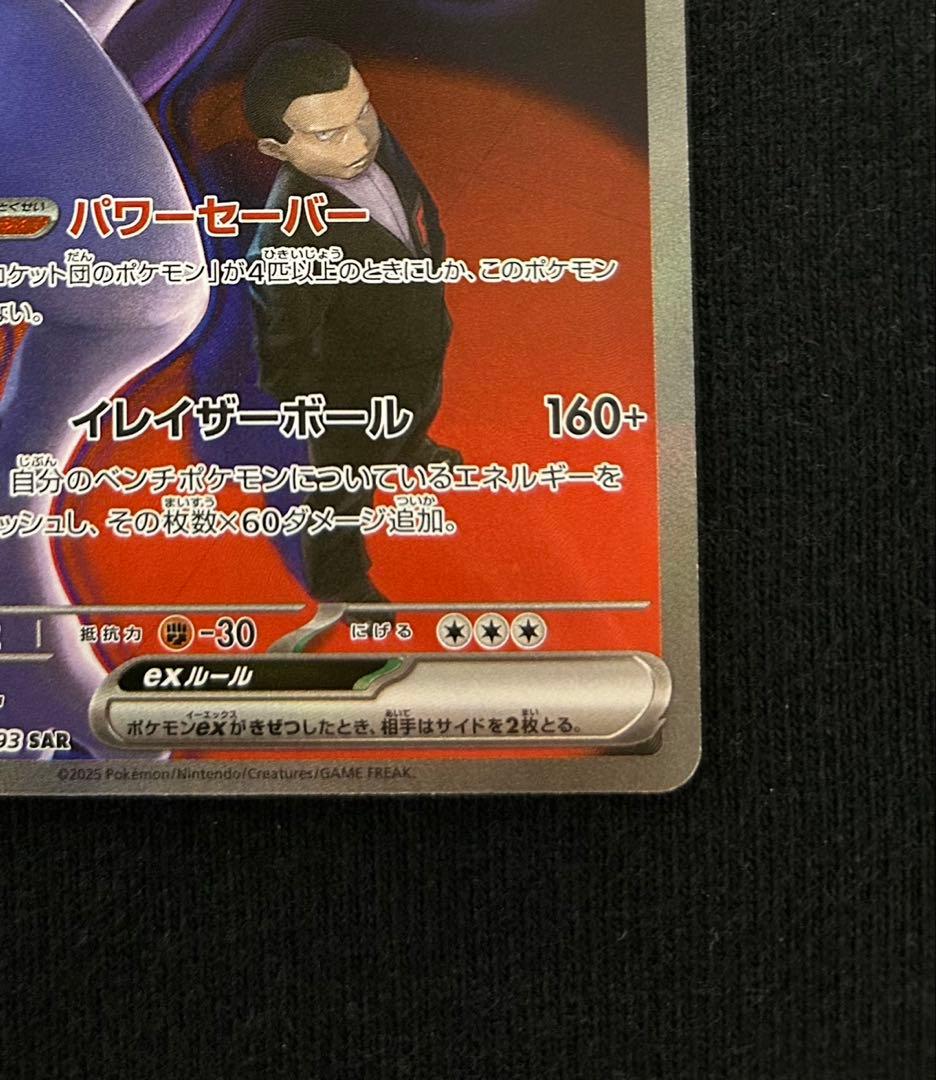 とくせい パワーセーバー
ロケット団のポケモン」が4匹以上のときにしか、このポケモン
ない。
イレイザーボール 160+
自分のベンチポケモンについているエネルギーを
ッシュし、その枚数×60ダメージ追加。
抵抗力 -30 にげる
exルール
ポケモンexがきぜつしたとき、相手はサイドを2枚とる。
93 SAR
©2025 Pokémon/Nintendo/Creatures/GAME FREAK.